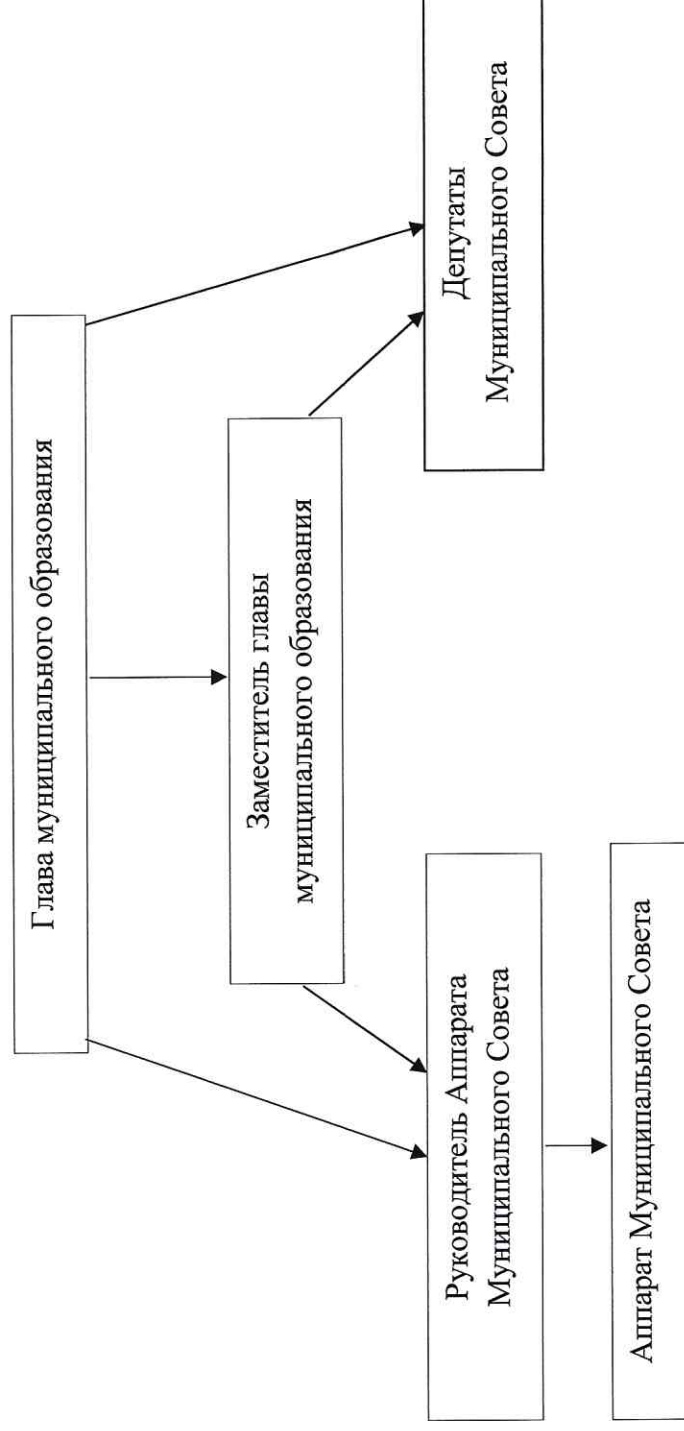 Глава муниципального образования
Заместитель главы
муниципального образования
Руководитель Аппарата
Муниципального Совета
Депутаты
Муниципального Совета
Аппарат Муниципального Совета